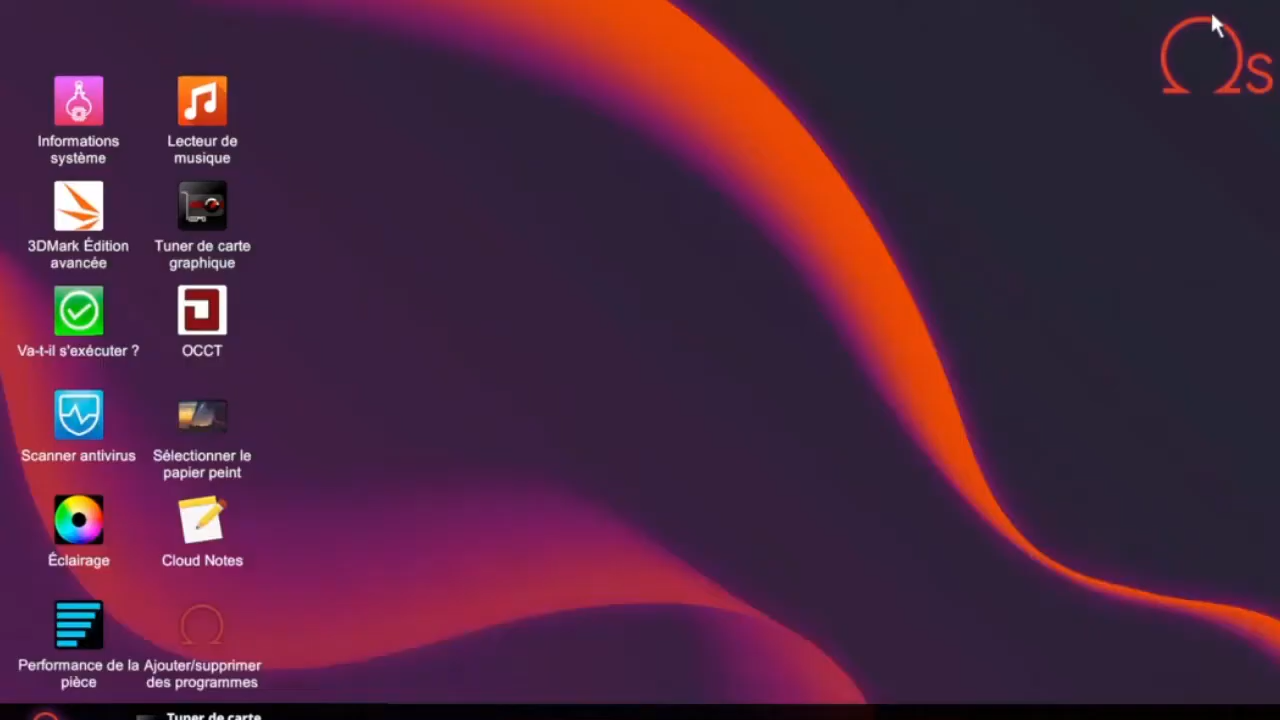 Ωs
Informations
système
Lecteur de
musique
3DMark Édition
avancée
Tuner de carte
graphique
Va-t-il s'exécuter ?
OCCT
Scanner antivirus
Sélectionner le
papier peint
Éclairage
Cloud Notes
Performance de la
pièce
Ajouter/supprimer
des programmes
Tuner de carte